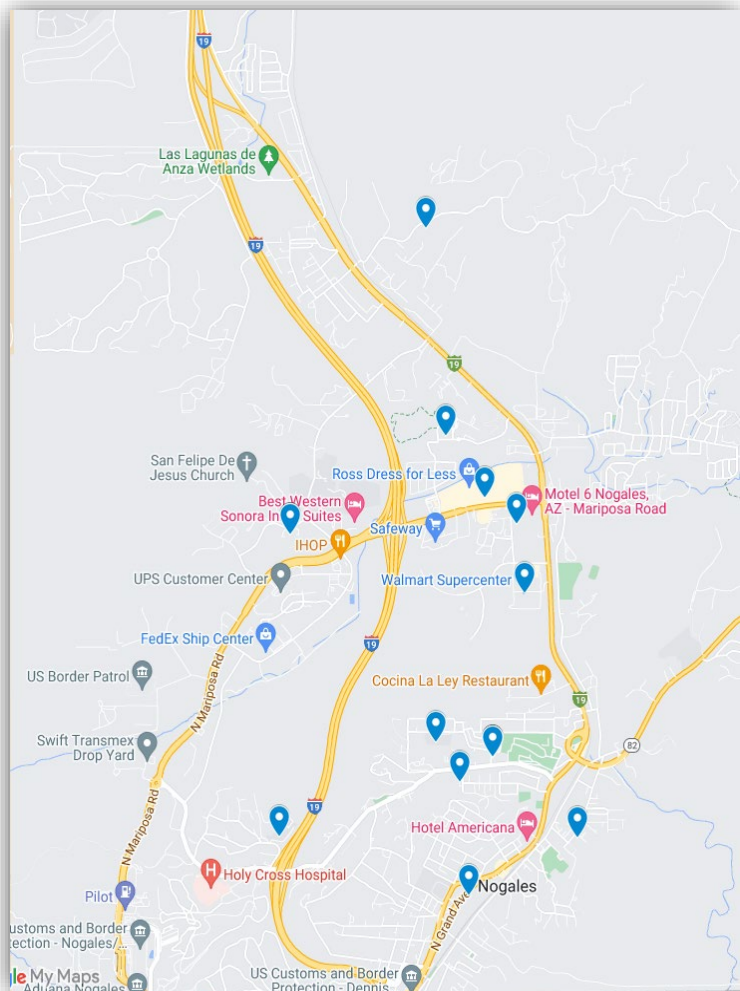 19
Las Lagunas de
Anza Wetlands
19
19
San Felipe De
Jesus Church
Ross Dress for Less
Best Western
Sonora In Suites
Motel 6 Nogales,
AZ - Mariposa Road
Safeway
IHOP
UPS Customer Center
Walmart Supercenter
FedEx Ship Center
19
N Mariposa Rd
US Border Patrol
Cocina La Ley Restaurant
19
Swift Transmex
Drop Yard
82
N Mariposa Rd
19
Hotel Americana
H
Holy Cross Hospital
Pilot
Nogales
N Grand Ave
ustoms and Border
tection - Nogales/...
US Customs and Border
Protection - Dennis
le My Maps
Aduana Nogales